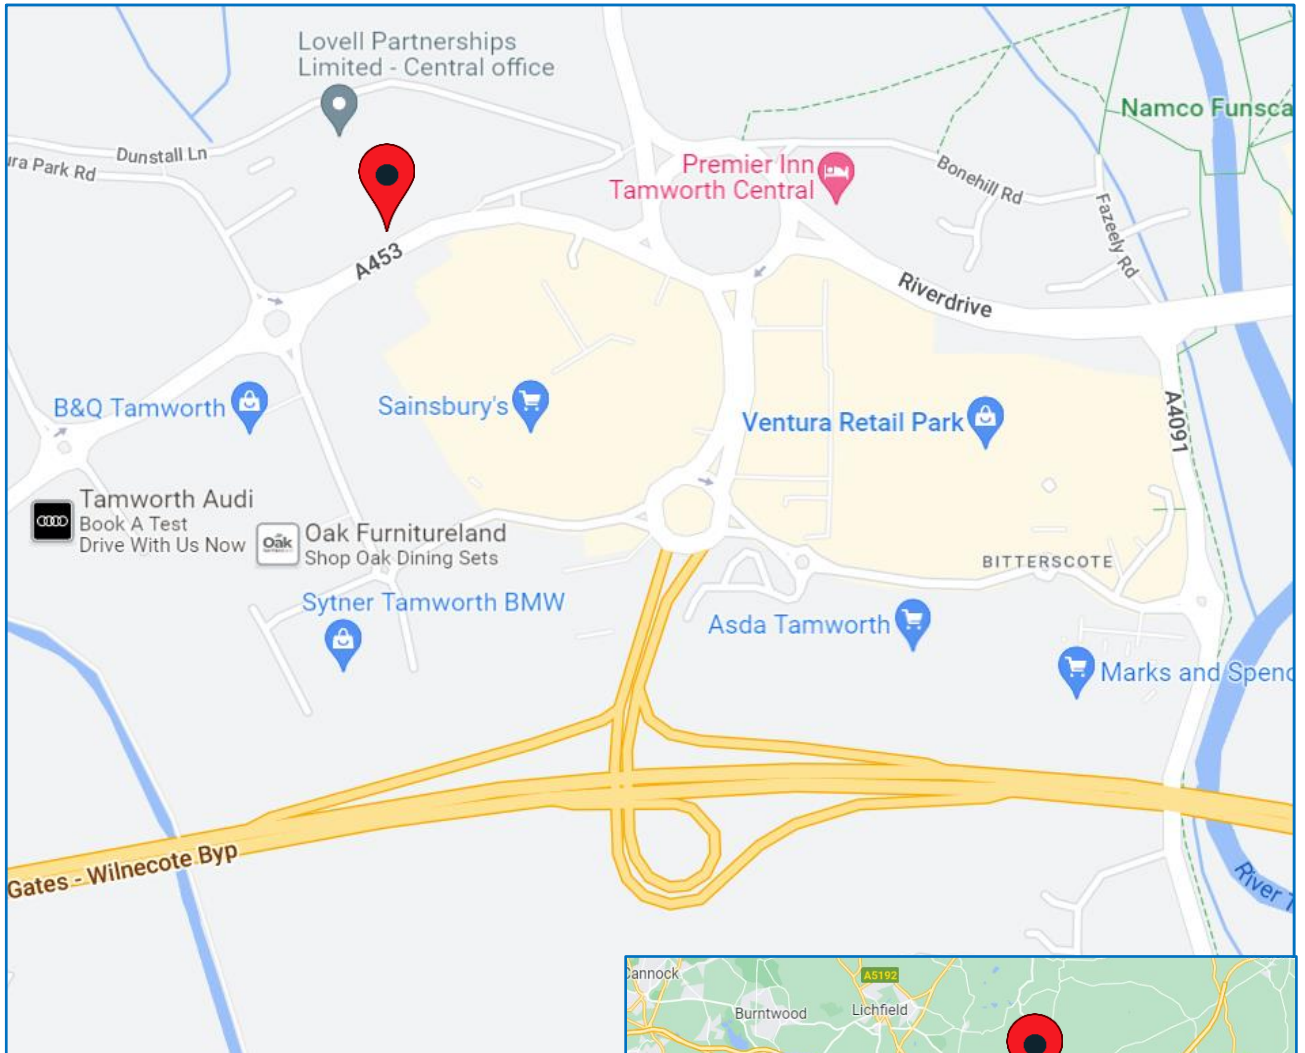 Lovell Partnerships
Limited - Central office
Namco Funsca
Dunstall Ln
ura Park Rd
Premier Inn
Tamworth Central
Bonehill Rd
Fazeely Rd
A453
Riverdrive
B&Q Tamworth
Sainsbury's
Ventura Retail Park
A4091
Tamworth Audi
Book A Test
Drive With Us Now
Oak
Oak Furnitureland
Shop Oak Dining Sets
BITTERSCOTE
Sytner Tamworth BMW
Asda Tamworth
Marks and Spenc
Gates - Wilnecote Byp
River T
Cannock
A5192
Burntwood
Lichfield